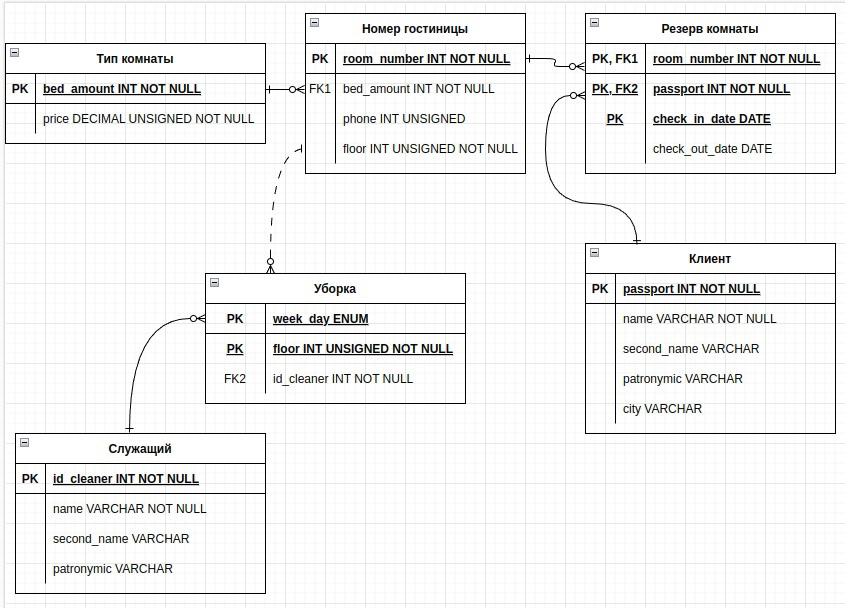 Тип комнаты
PK bed_amount INT NOT NULL
price DECIMAL UNSIGNED NOT NULL
Номер гостиницы
PK room_number INT NOT NULL
FK1 bed_amount INT NOT NULL
phone INT UNSIGNED
floor INT UNSIGNED NOT NULL
Резерв комнаты
PK, FK1 room_number INT NOT NULL
PK, FK2 passport INT NOT NULL
PK check_in_date DATE
check_out_date DATE
Уборка
PK week_day ENUM
PK floor INT UNSIGNED NOT NULL
FK2 id_cleaner INT NOT NULL
Клиент
PK passport INT NOT NULL
name VARCHAR NOT NULL
second_name VARCHAR
patronymic VARCHAR
city VARCHAR
Служащий
PK id_cleaner INT NOT NULL
name VARCHAR NOT NULL
second_name VARCHAR
patronymic VARCHAR